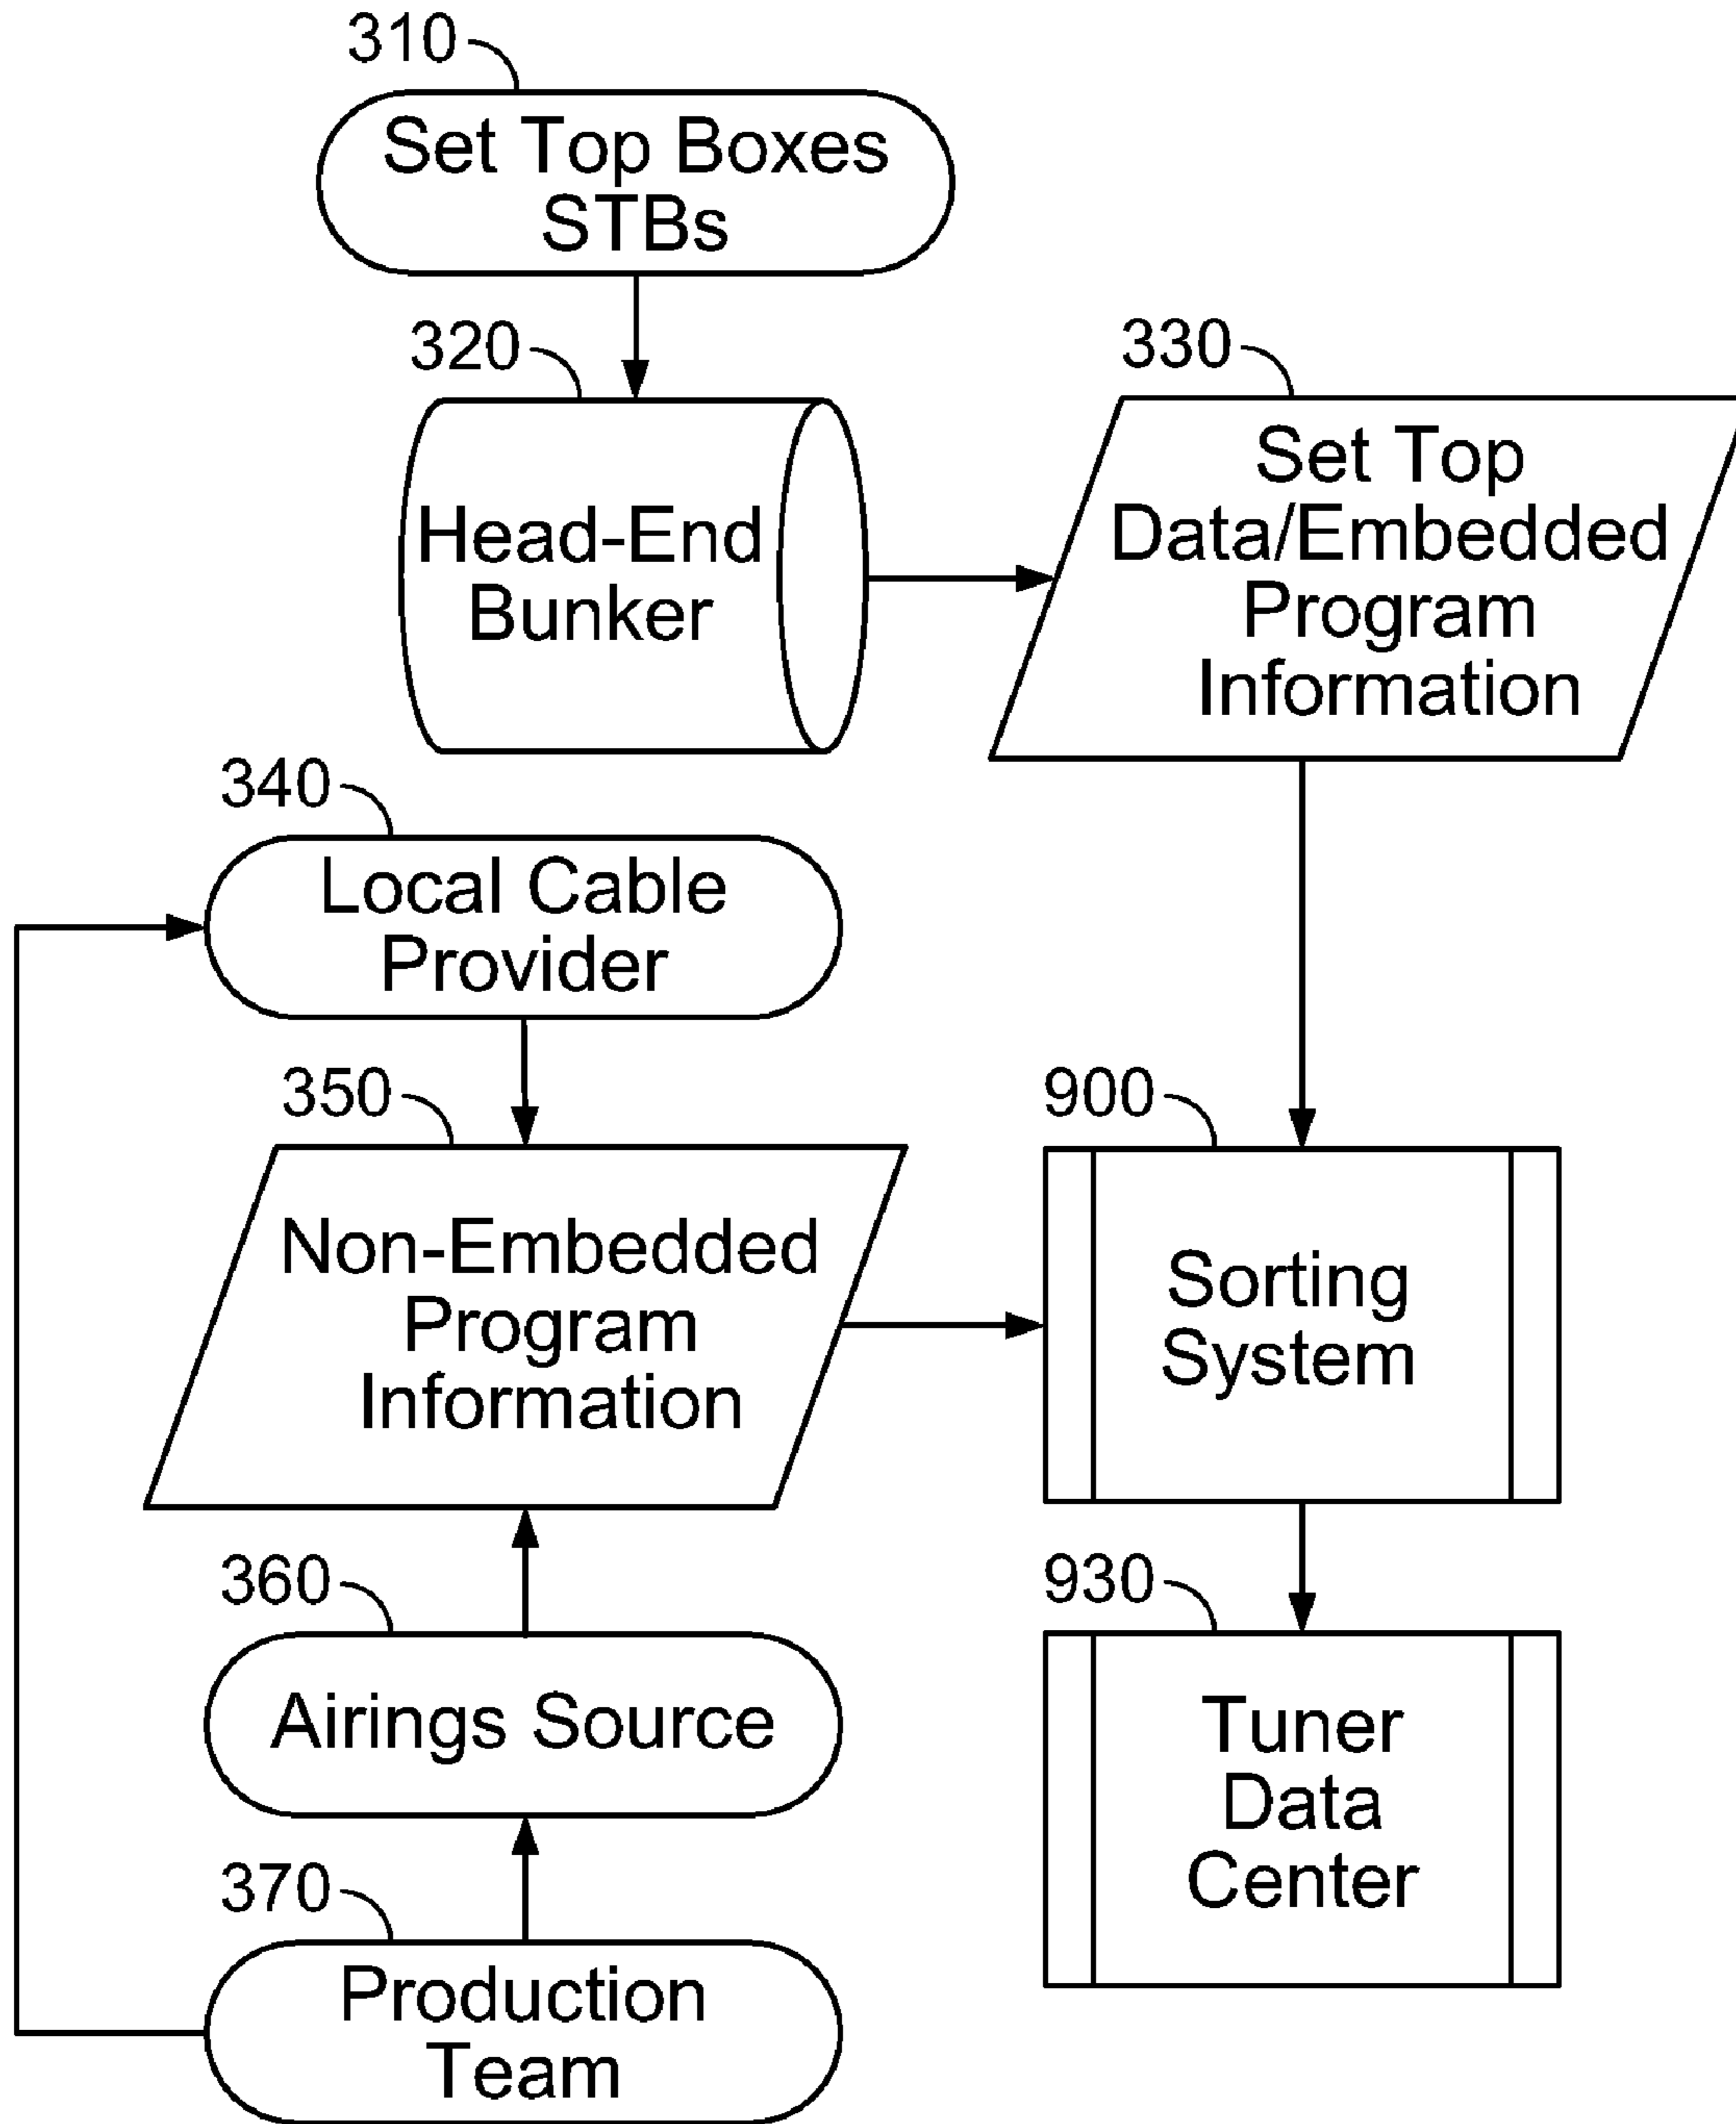 310
Set Top Boxes
STBs
320
Head-End
Bunker
330
Set Top
Data/Embedded
Program
Information
340
Local Cable
Provider
350
Non-Embedded
Program
Information
900
Sorting
System
360
Airings Source
930
Tuner
Data
Center
370
Production
Team